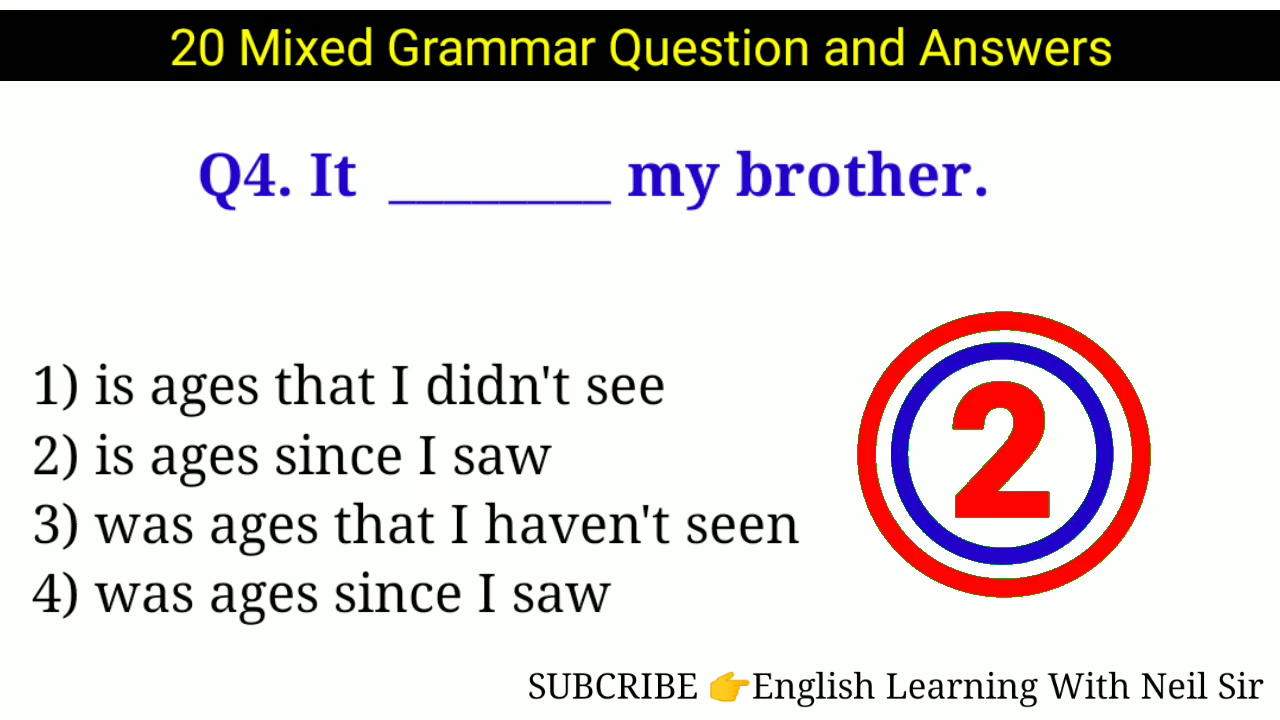 20 Mixed Grammar Question and Answers
Q4. It ________ my brother.
1) is ages that I didn't see
2) is ages since I saw
3) was ages that I haven't seen
4) was ages since I saw
2
SUBCRIBE 👉English Learning With Neil Sir